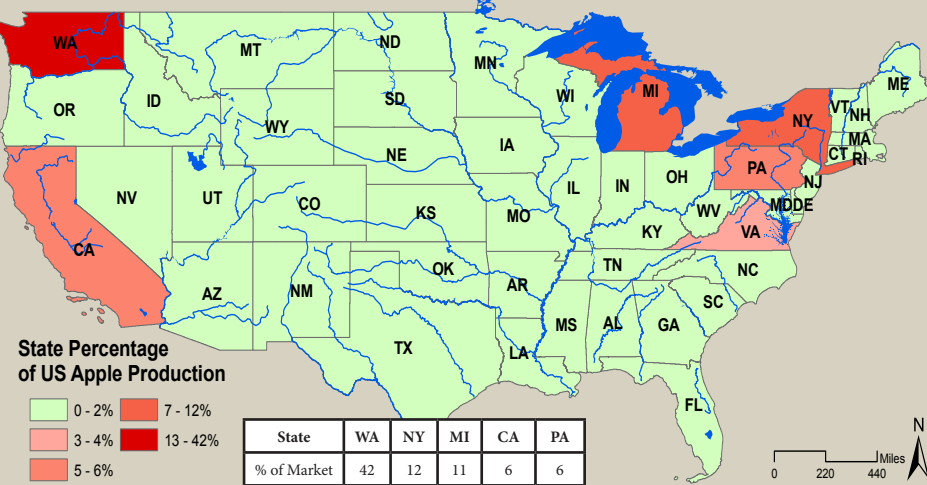 WA
MT
ND
MN
ME
OR
ID
SD
WI
MI
NY
VT
NH
WY
MA
CT
RI
IA
NE
PA
NV
UT
CO
IL
IN
OH
NJ
MD
DE
WV
KS
MO
KY
VA
CA
OK
TN
NC
AZ
NM
AR
SC
MS
AL
GA
TX
LA
FL
State Percentage
of US Apple Production
0 - 2%
7 - 12%
3 - 4%
13 - 42%
5 - 6%
State WA NY MI CA PA
% of Market 42 12 11 6 6
N
Miles
0 220 440